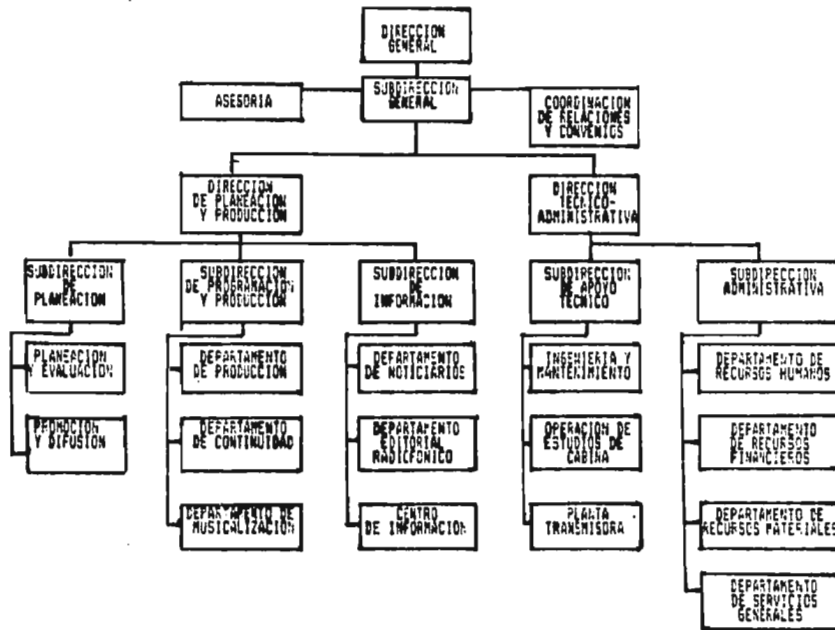 DIRECCION
GENERAL
SUBDIRECCION
GENERAL
ASESORIA
COORDINACION
DE RELACIONES
Y CONVENIOS
DIRECCION
DE PLANEACION
Y PRODUCCION
DIRECCION
TECNICO-
ADMINISTRATIVA
SUBDIRECCION
DE
PLANEACION
SUBDIRECCION
DE PROGRAMACION
Y PRODUCCION
SUBDIRECCION
DE
INFORMACION
SUBDIRECCION
DE APOYO
TECNICO
SUBDIRECCION
ADMINISTRATIVA
PLANEACION
Y EVALUACION
DEPARTAMENTO
DE
PRODUCCION
DEPARTAMENTO
DE NOTICIARIOS
INGENIERIA Y
MANTENIMIENTO
DEPARTAMENTO DE
RECURSOS HUMANOS
PROMOCION
Y DIFUSION
DEPARTAMENTO
DE CONTINUIDAD
DEPARTAMENTO
EDITORIAL
RADIOFONICO
OPERACION DE
ESTUDIOS DE
CABINA
DEPARTAMENTO
DE RECURSOS
FINANCIEROS
DEPARTAMENTO DE
MUSICALIZACION
CENTRO
DE INFORMACION
PLANTA
TRANSMISORA
DEPARTAMENTO DE
RECURSOS MATERIALES
DEPARTAMENTO
DE SERVICIOS
GENERALES